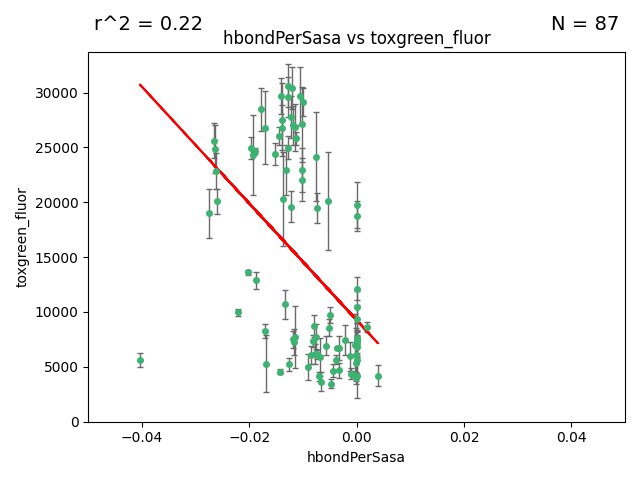 r^2 = 0.22
N = 87
hbondPerSasa vs toxgreen_fluor
toxgreen_fluor
30000
25000
20000
15000
10000
5000
0
−0.04
−0.02
0.00
0.02
0.04
hbondPerSasa